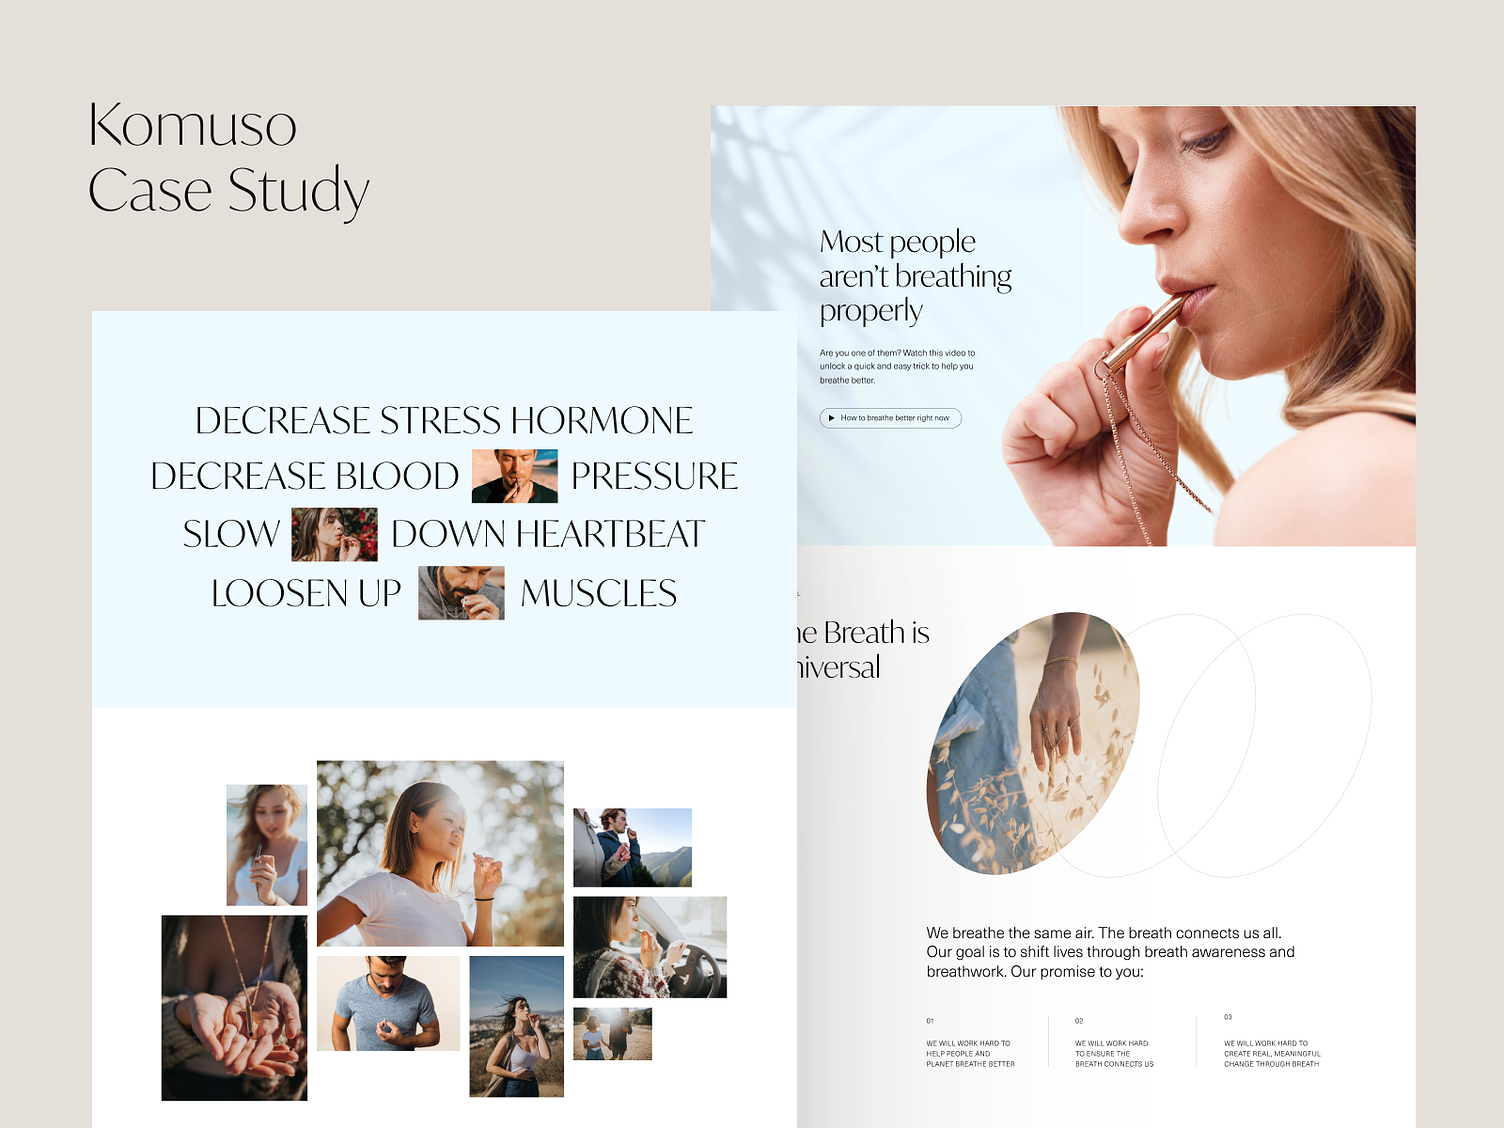 Komuso
Case Study
Most people
aren't breathing
properly
Are you one of them? Watch this video to
unlock a quick and easy trick to help you
breathe better.
How to breathe better right now
DECREASE STRESS HORMONE
DECREASE BLOOD PRESSURE
SLOW DOWN HEARTBEAT
LOOSEN UP MUSCLES
Breath is
We breathe the same air. The breath connects us all.
Our goal is to shift lives through breath awareness and
breathwork. Our promise to you:
01
WE WILL WORK HARD TO
HELP PEOPLE AND
PLANET BREATHE BETTER
02
WE WILL WORK HARD
TO ENSURE THE
BREATH CONNECTS US
03
WE WILL WORK HARD TO
CREATE REAL, MEANINGFUL
CHANGE THROUGH BREATH